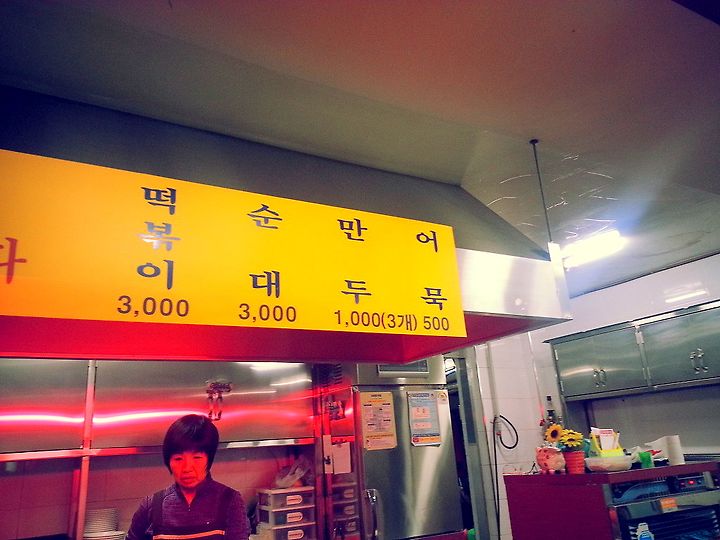 떡볶이 3,000
순대 3,000
만두 1,000(3개)
어묵 500